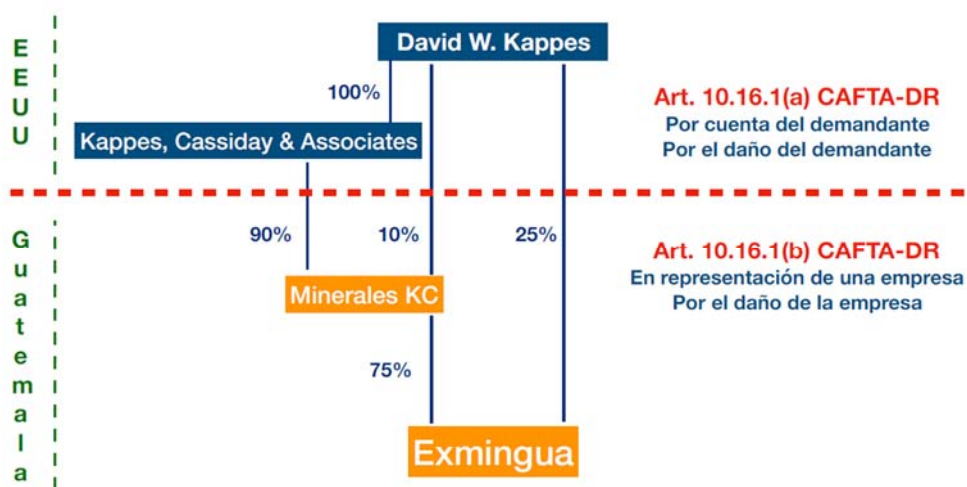 EEUU
David W. Kappes
100%
Kappes, Cassiday & Associates
Art. 10.16.1(a) CAFTA-DR
Por cuenta del demandante
Por el daño del demandante
Guatemala
90%
10%
25%
Minerales KC
Art. 10.16.1(b) CAFTA-DR
En representación de una empresa
Por el daño de la empresa
75%
Exmingua